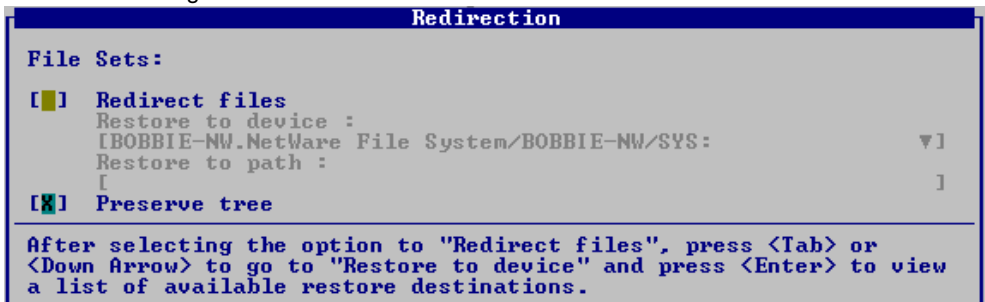 Redirection
File Sets:
[ ] Redirect files
Restore to device :
[BOBBIE-NW.NetWare File System/BOBBIE-NW/SYS: ▼]
Restore to path :
[ ]
[X] Preserve tree
After selecting the option to "Redirect files", press <Tab> or
<Down Arrow> to go to "Restore to device" and press <Enter> to view
a list of available restore destinations.